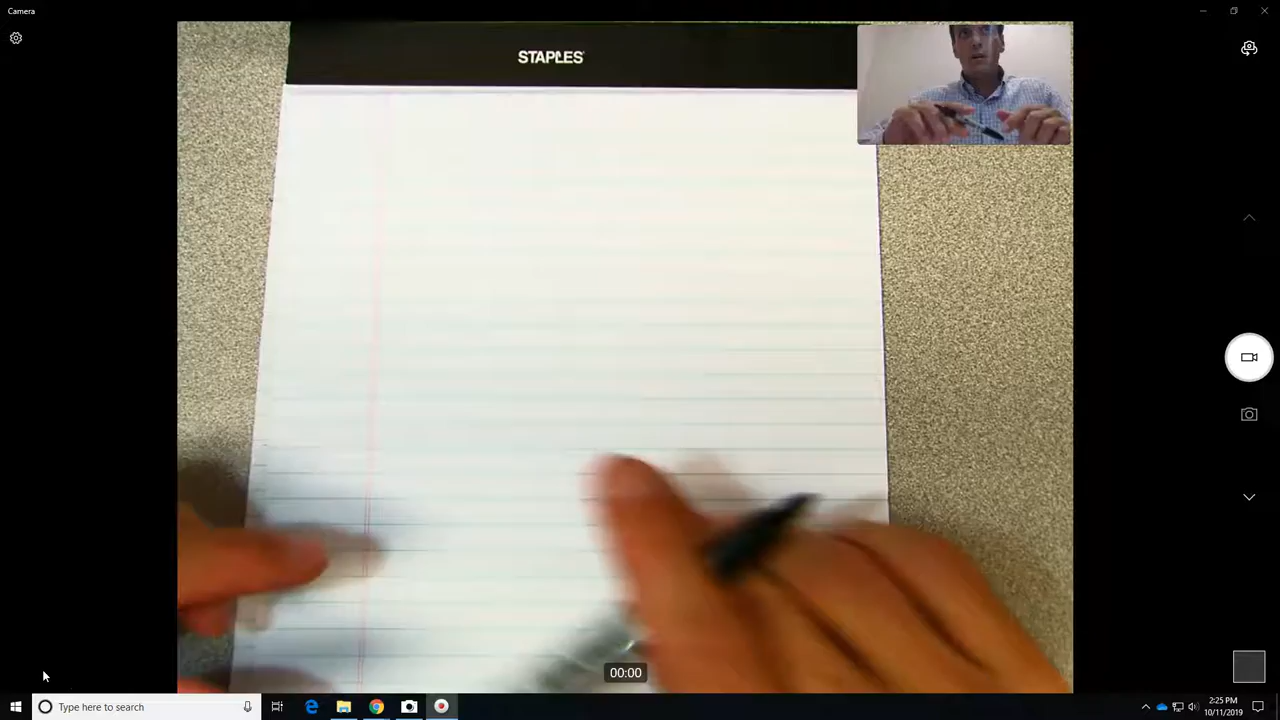 Camera
STAPLES
00:00
Type here to search
2:25 PM
10/11/2019